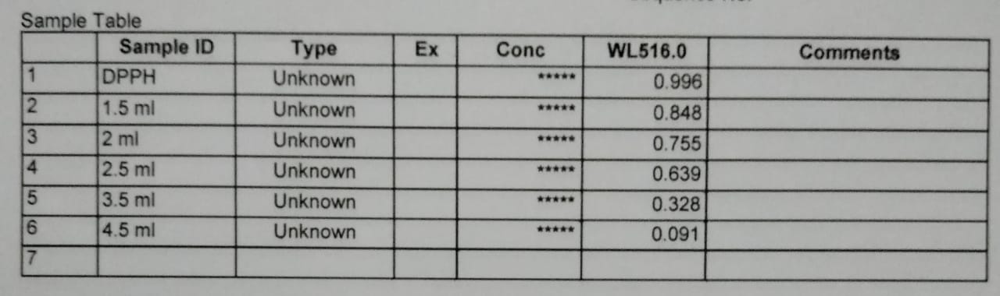 Sample Table
Sample ID Type Ex Conc WL516.0 Comments
1 DPPH Unknown ***** 0.996
2 1.5 ml Unknown ***** 0.848
3 2 ml Unknown ***** 0.755
4 2.5 ml Unknown ***** 0.639
5 3.5 ml Unknown ***** 0.328
6 4.5 ml Unknown ***** 0.091
7